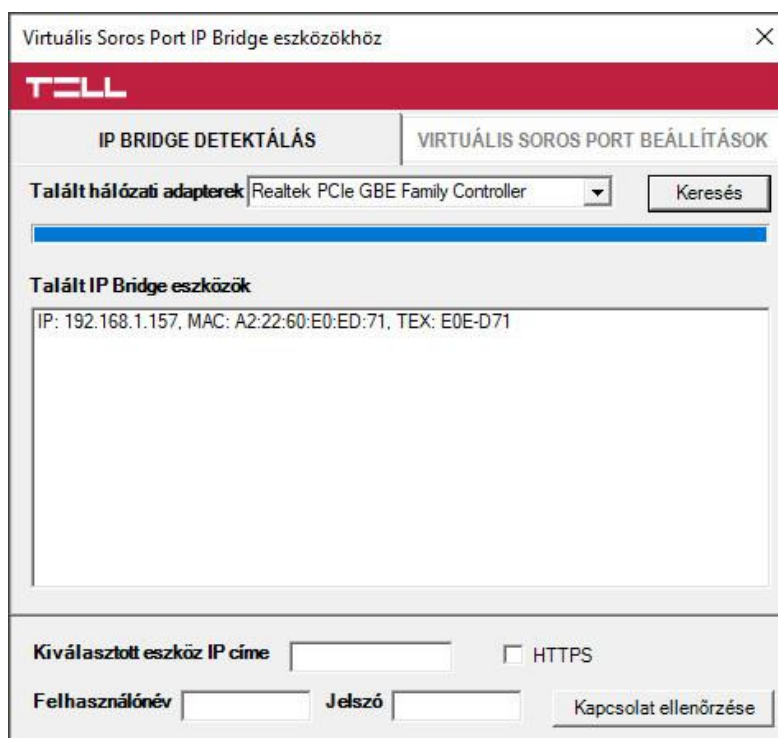 Virtuális Soros Port IP Bridge eszközökhöz
TELL
IP BRIDGE DETEKTÁLÁS VIRTUÁLIS SOROS PORT BEÁLLÍTÁSOK
Talált hálózati adapterek Realtek PCIe GBE Family Controller Keresés
Talált IP Bridge eszközök
IP: 192.168.1.157, MAC: A2:22:60:E0:ED:71, TEX: E0E-D71
Kiválasztott eszköz IP címe HTTPS
Felhasználónév Jelszó Kapcsolat ellenõrzése